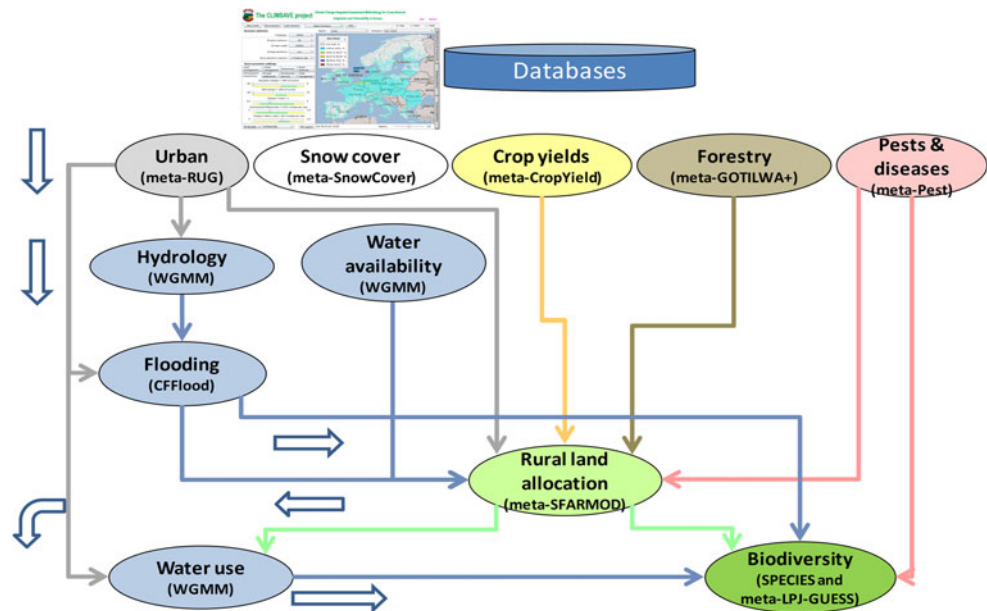 The CLIMSAVE project
Databases
Urban
(meta-RUG)
Snow cover
(meta-SnowCover)
Crop yields
(meta-CropYield)
Forestry
(meta-GOTILWA+)
Pests &
diseases
(meta-Pest)
Hydrology
(WGMM)
Water
availability
(WGMM)
Flooding
(CFFlood)
Rural land
allocation
(meta-SFARMOD)
Water use
(WGMM)
Biodiversity
(SPECIES and
meta-LPJ-GUESS)